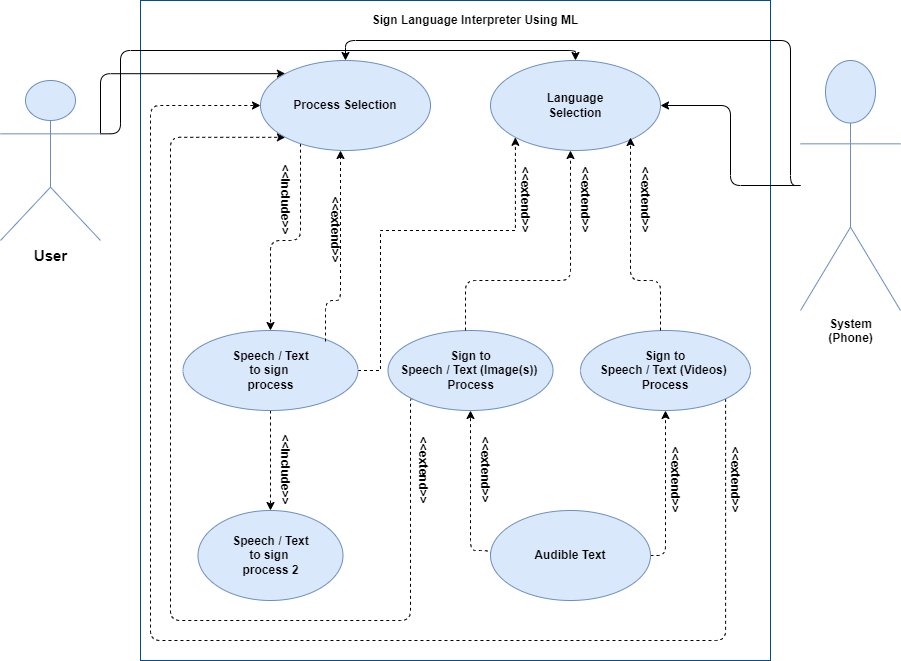 Sign Language Interpreter Using ML
Process Selection
Language
Selection
<<Include>>
<<extend>>
<<extend>>
<<extend>>
<<extend>>
User
System
(Phone)
Speech / Text
to sign
process
Sign to
Speech / Text (Image(s))
Process
Sign to
Speech / Text (Videos)
Process
<<Include>>
<<extend>>
<<extend>>
<<extend>>
<<extend>>
Speech / Text
to sign
process 2
Audible Text